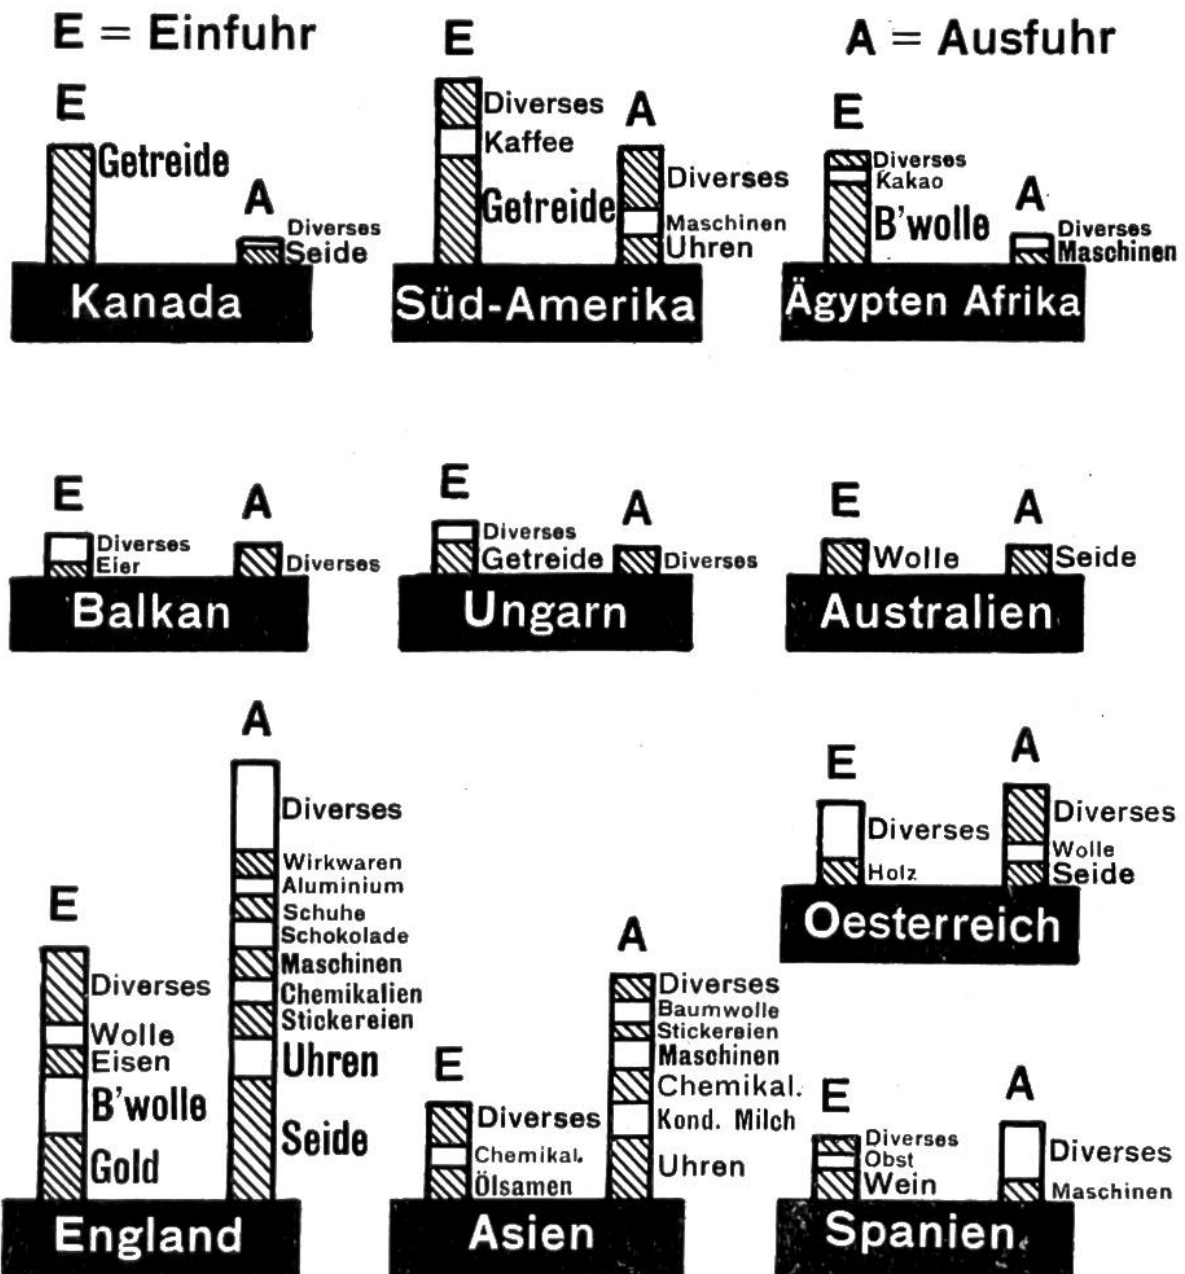 E = Einfuhr
A = Ausfuhr
E
Getreide
A
Diverses
Seide
Kanada
E
Diverses
Kaffee
Getreide
A
Diverses
Maschinen
Uhren
Süd-Amerika
E
Diverses
Kakao
B'wolle
A
Diverses
Maschinen
Ägypten Afrika
E
Diverses
Eier
A
Diverses
Balkan
E
Diverses
Getreide
A
Diverses
Ungarn
E
Wolle
A
Seide
Australien
E
Diverses
Wolle
Eisen
B'wolle
Gold
A
Diverses
Wirkwaren
Aluminium
Schuhe
Schokolade
Maschinen
Chemikalien
Stickereien
Uhren
Seide
England
E
Diverses
Chemikal.
Ölsamen
A
Diverses
Baumwolle
Stickereien
Maschinen
Chemikal.
Kond. Milch
Uhren
Asien
E
Diverses
Holz
A
Diverses
Wolle
Seide
Oesterreich
E
Diverses
Obst
Wein
A
Diverses
Maschinen
Spanien